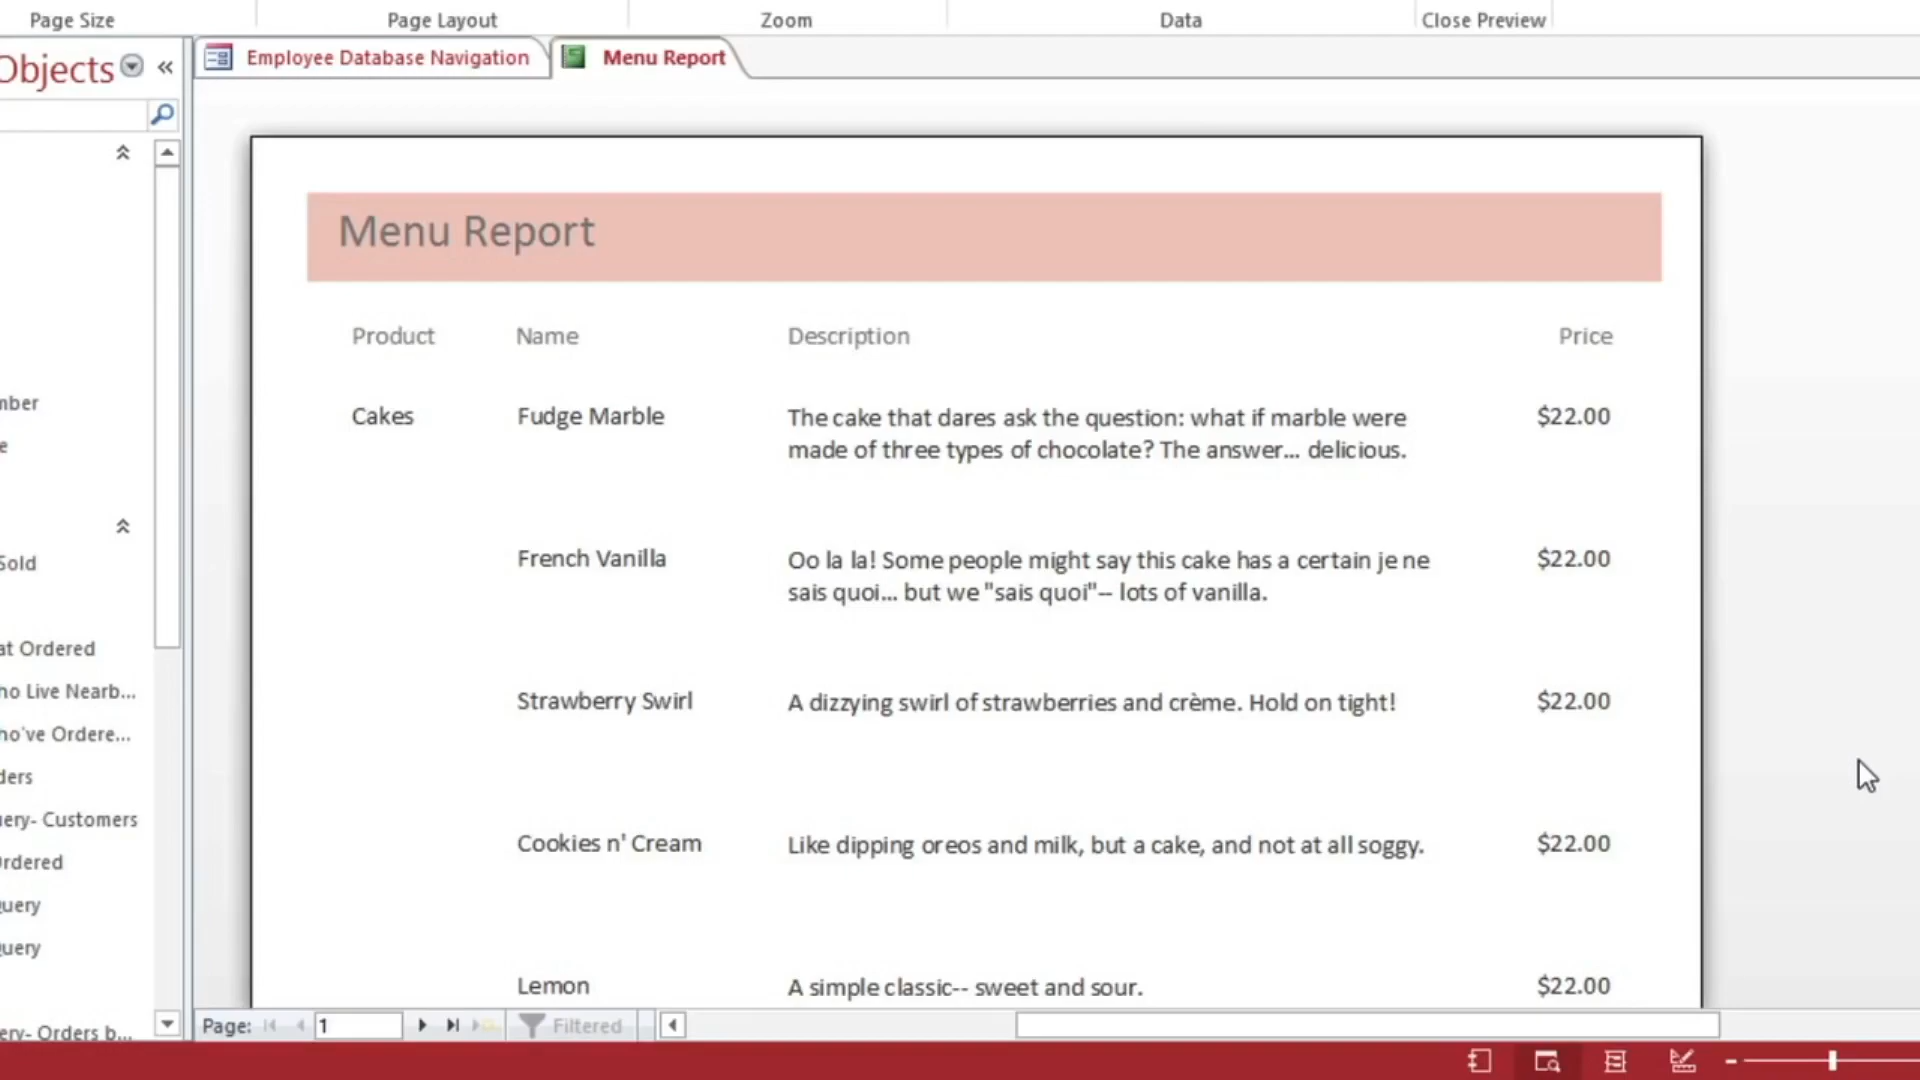 Page Size Page Layout Zoom Data Close Preview
Objects «
Employee Database Navigation Menu Report
Menu Report
Product Name Description Price
Cakes Fudge Marble The cake that dares ask the question: what if marble were $22.00
made of three types of chocolate? The answer... delicious.
French Vanilla Oo la la! Some people might say this cake has a certain je ne $22.00
sais quoi... but we "sais quoi"-- lots of vanilla.
Strawberry Swirl A dizzying swirl of strawberries and crème. Hold on tight! $22.00
Cookies n' Cream Like dipping oreos and milk, but a cake, and not at all soggy. $22.00
Lemon A simple classic-- sweet and sour. $22.00
mber
e
Sold
at Ordered
ho Live Nearb...
ho've Ordere...
ders
uery- Customers
Ordered
Query
Query
ery- Orders b...
Page: 1 Filtered